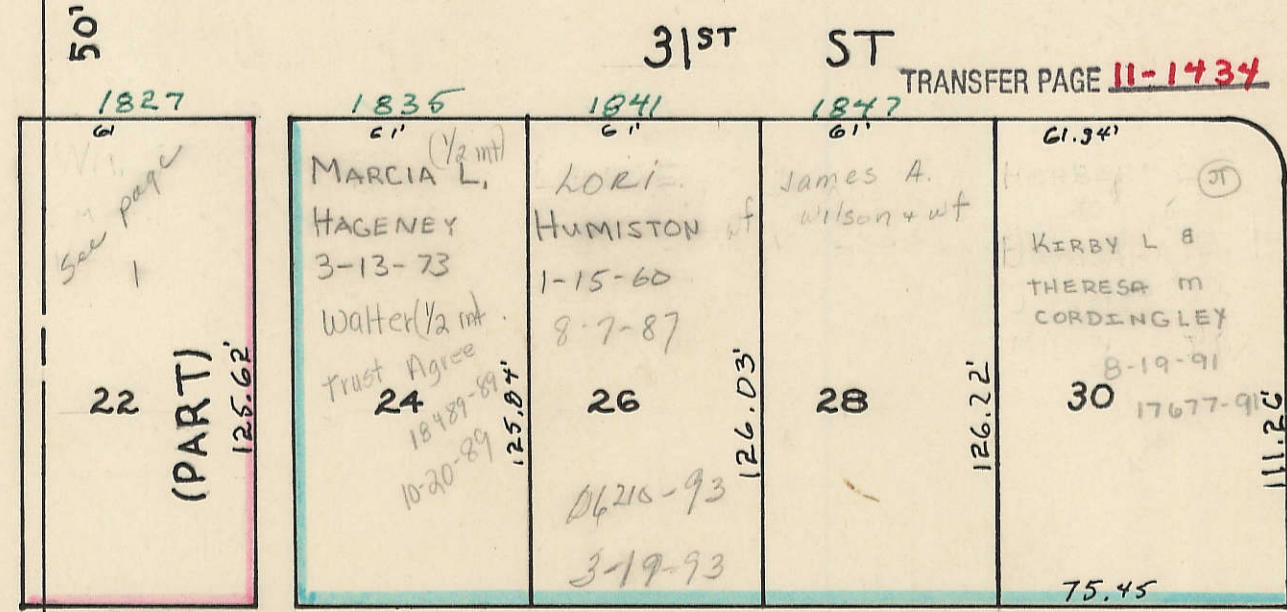 50'
31ST ST
TRANSFER PAGE 11-1434
1827
61'
See page
1
22
(PART)
125.62'
1835
61'
(1/2 int)
MARCIA L.
HAGENEY
3-13-73
Walter (1/2 int.
Trust Agree
24
18489-89
10-20-89
125.84'
1841
61'
LORI
HUMISTON wf
1-15-60
8-7-87
26
06210-93
3-19-93
126.03'
1847
61'
James A.
Wilson & wf
28
126.22'
61.94'
JT
KIRBY L &
THERESA M
CORDINGLEY
8-19-91
30
17677-91
111.26'
75.45